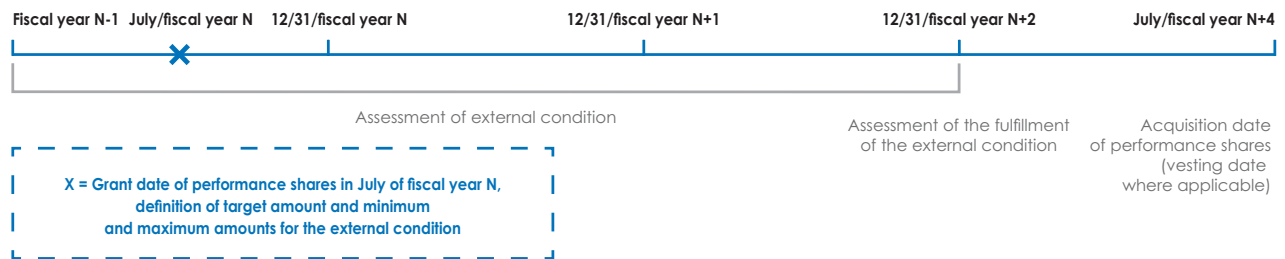 Fiscal year N-1 July/fiscal year N 12/31/fiscal year N 12/31/fiscal year N+1 12/31/fiscal year N+2 July/fiscal year N+4
Assessment of external condition
Assessment of the fulfillment
of the external condition
Acquisition date
of performance shares
(vesting date
where applicable)
X = Grant date of performance shares in July of fiscal year N,
definition of target amount and minimum
and maximum amounts for the external condition